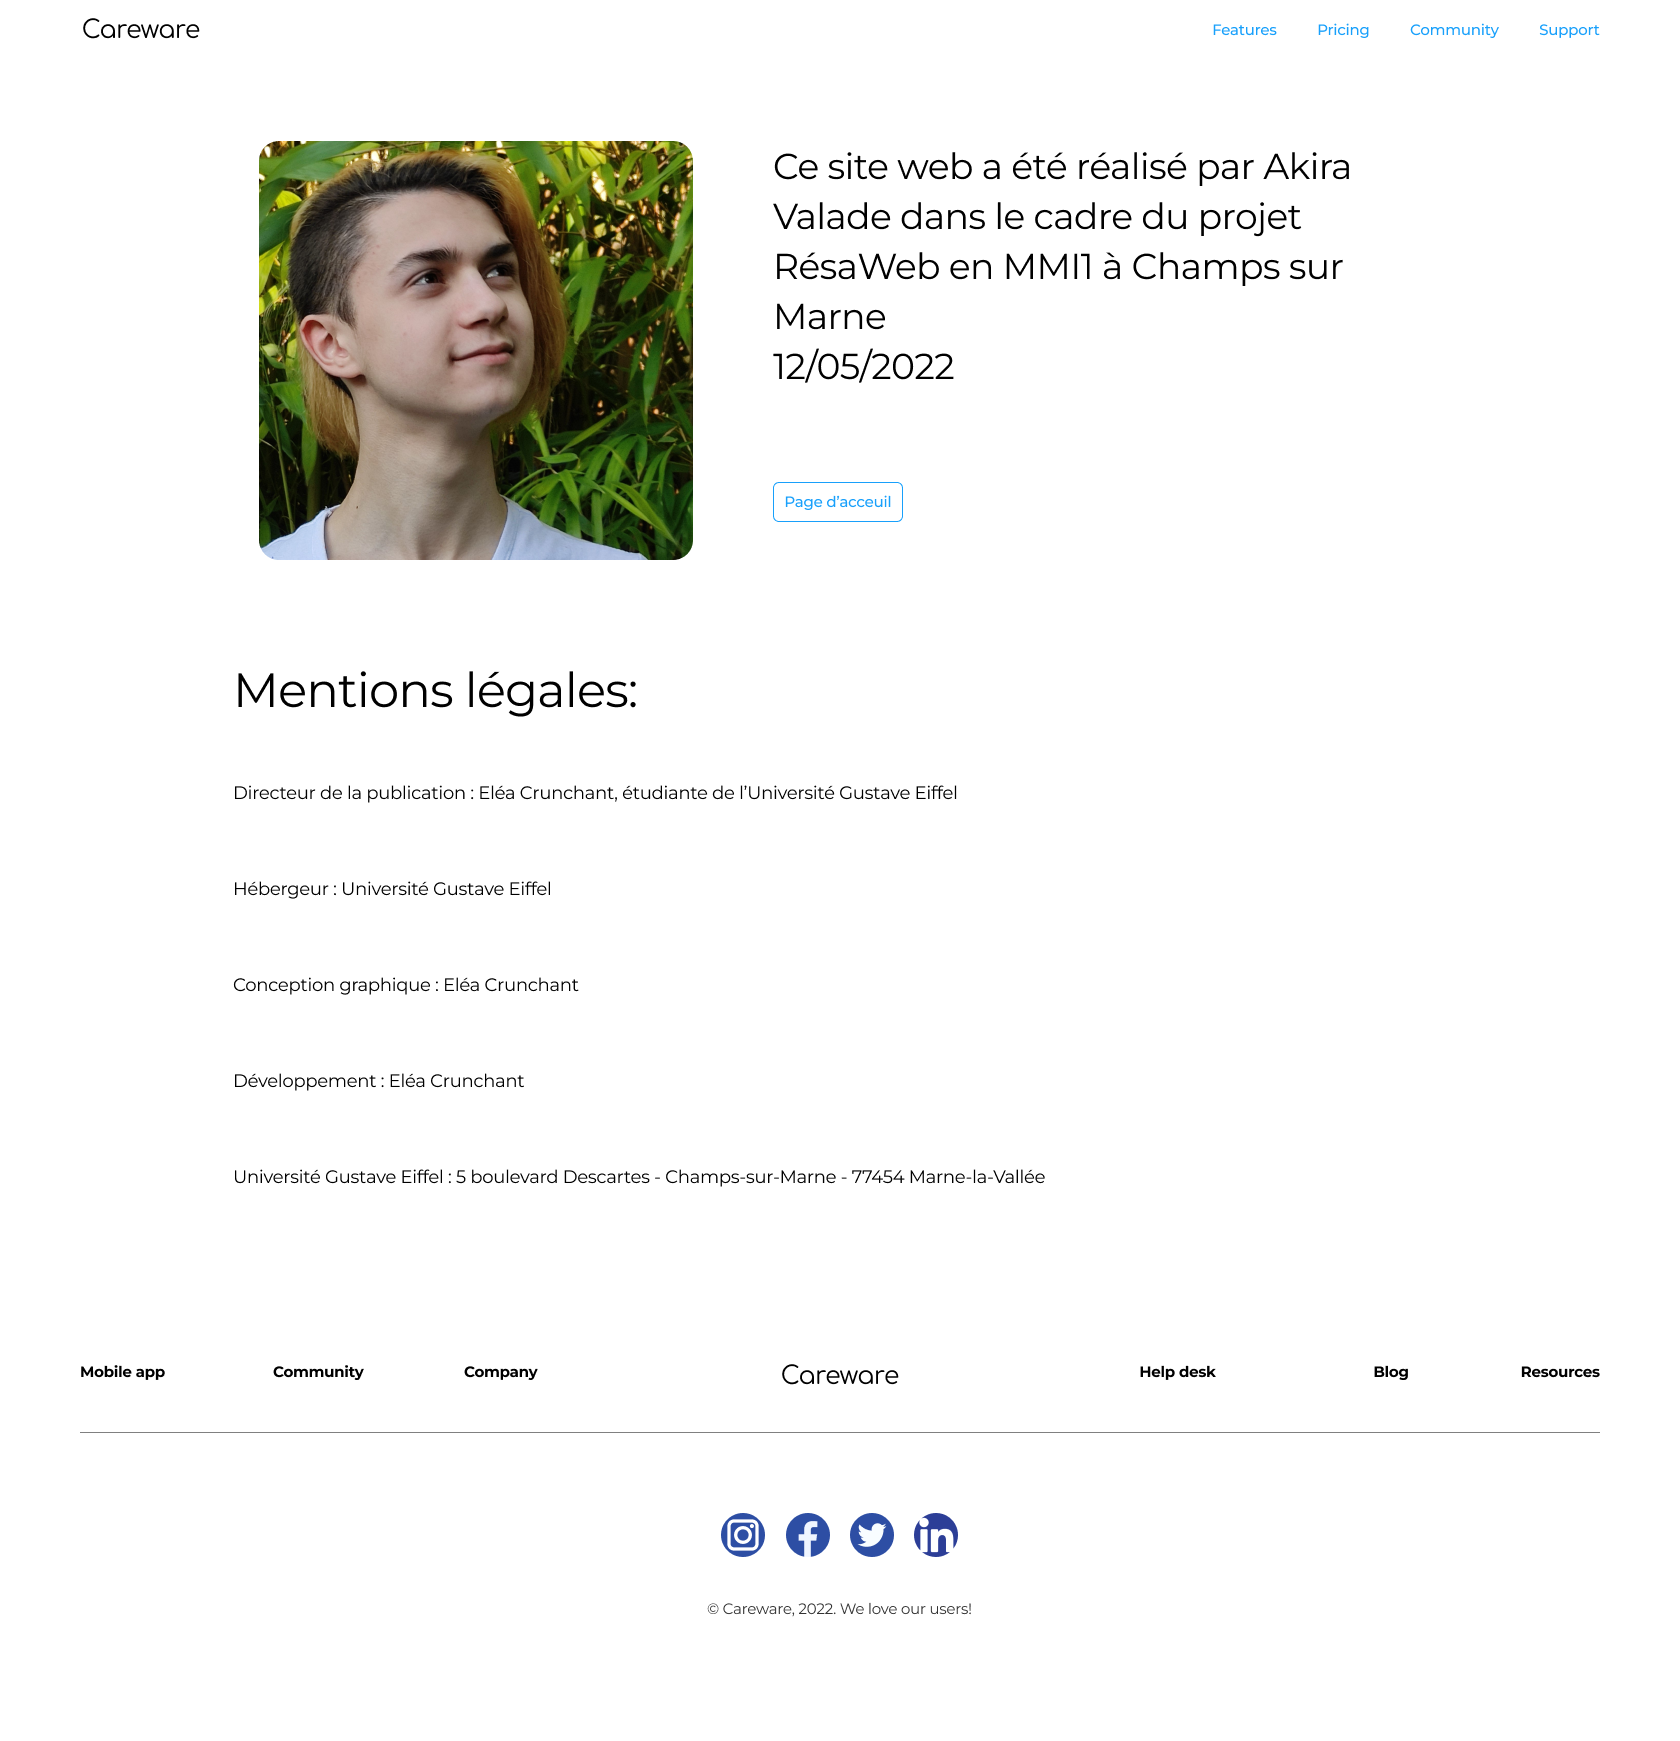 Careware
Features
Pricing
Community
Support
Ce site web a été réalisé par Akira
Valade dans le cadre du projet
RésaWeb en MMI1 à Champs sur
Marne
12/05/2022
Page d’acceuil
Mentions légales:
Directeur de la publication : Eléa Crunchant, étudiante de l’Université Gustave Eiffel
Hébergeur : Université Gustave Eiffel
Conception graphique : Eléa Crunchant
Développement : Eléa Crunchant
Université Gustave Eiffel : 5 boulevard Descartes - Champs-sur-Marne - 77454 Marne-la-Vallée
Mobile app
Community
Company
Careware
Help desk
Blog
Resources
© Careware, 2022. We love our users!